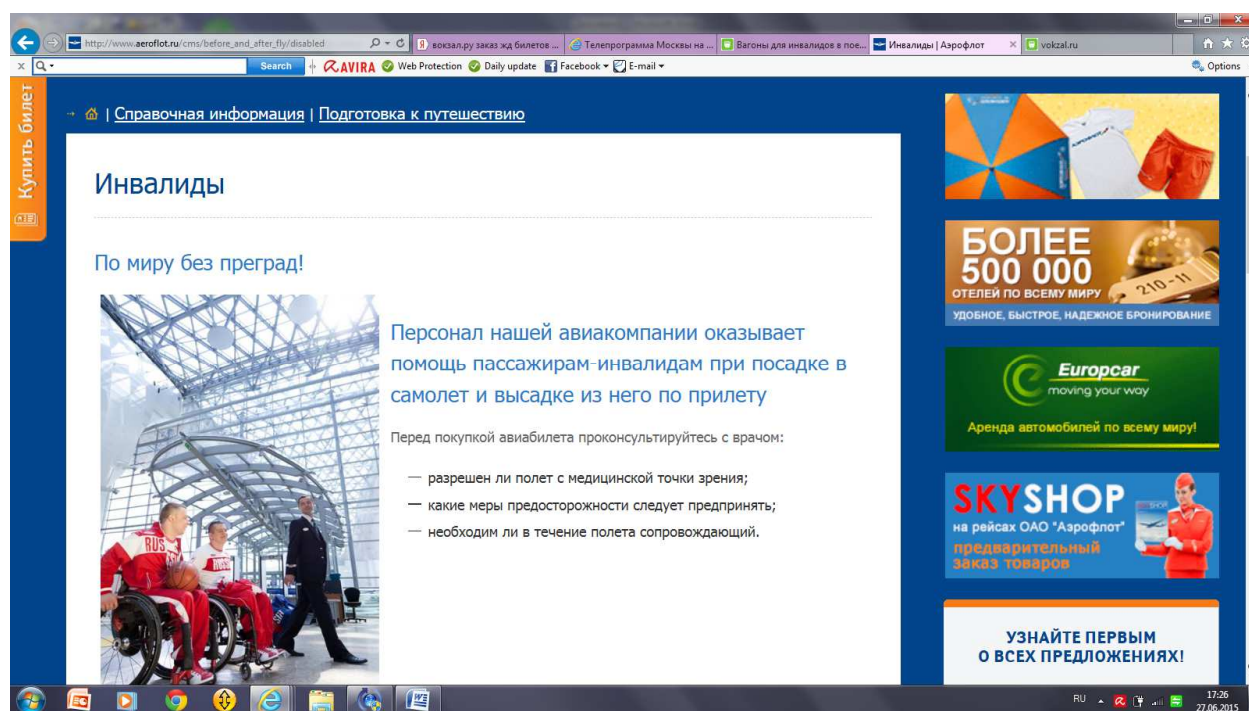 http://www.aeroflot.ru/cms/before_and_after_fly/disabled
вокзал.ру заказ жд билетов ...
Телепрограмма Москвы на ...
Вагоны для инвалидов в пое...
Инвалиды | Аэрофлот
vokzal.ru
Search
AVIRA
Web Protection
Daily update
Facebook
E-mail
Options
Купить билет
| Справочная информация | Подготовка к путешествию
Инвалиды
По миру без преград!
RUS
Персонал нашей авиакомпании оказывает
помощь пассажирам-инвалидам при посадке в
самолет и высадке из него по прилету
Перед покупкой авиабилета проконсультируйтесь с врачом:
— разрешен ли полет с медицинской точки зрения;
— какие меры предосторожности следует предпринять;
— необходим ли в течение полета сопровождающий.
БОЛЕЕ
500 000
ОТЕЛЕЙ ПО ВСЕМУ МИРУ
210-11
УДОБНОЕ, БЫСТРОЕ, НАДЕЖНОЕ БРОНИРОВАНИЕ
Europcar
moving your way
Аренда автомобилей по всему миру!
SKYSHOP
на рейсах ОАО "Аэрофлот"
предварительный
заказ товаров
УЗНАЙТЕ ПЕРВЫМ
О ВСЕХ ПРЕДЛОЖЕНИЯХ!
RU
17:26
27.06.2015